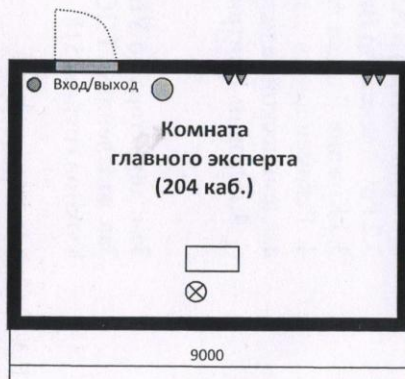 Вход/выход
Комната
главного эксперта
(204 каб.)
9000